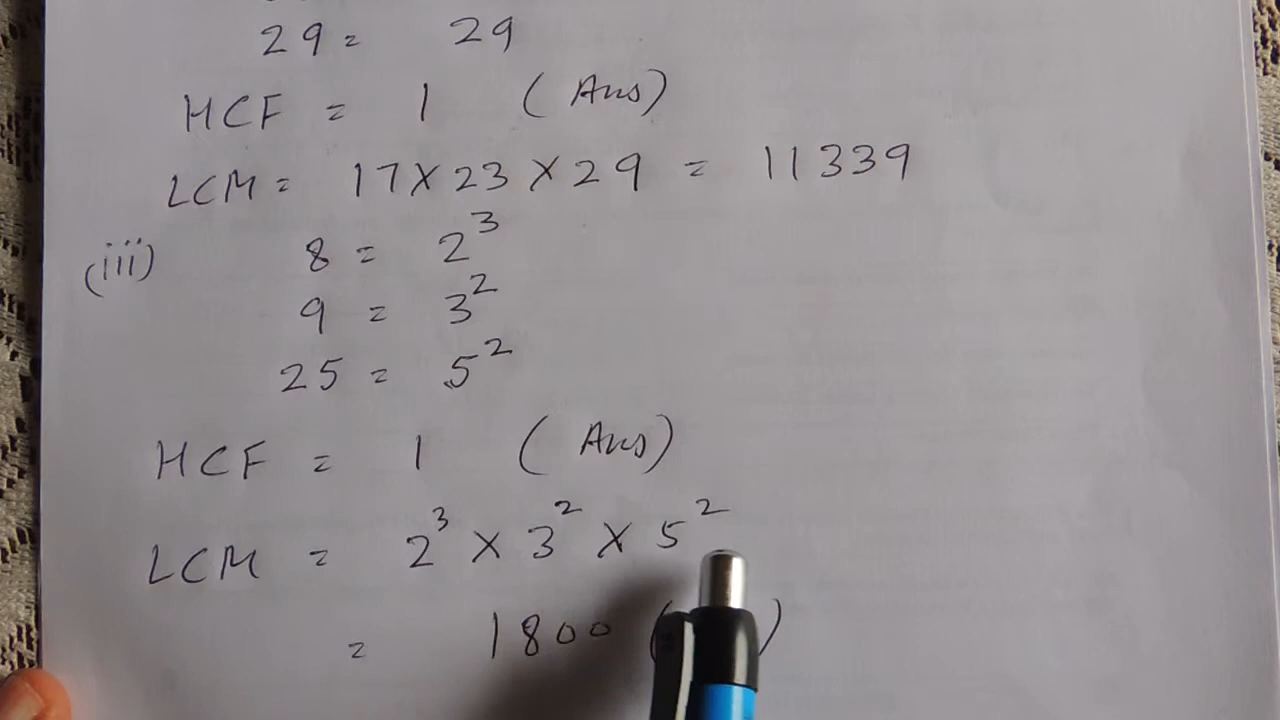 29 = 29
HCF = 1 (Ans)
LCM = 17 × 23 × 29 = 11339
(iii) 8 = 2³
9 = 3²
25 = 5²
HCF = 1 (Ans)
LCM = 2³ × 3² × 5²
= 1800 ( )